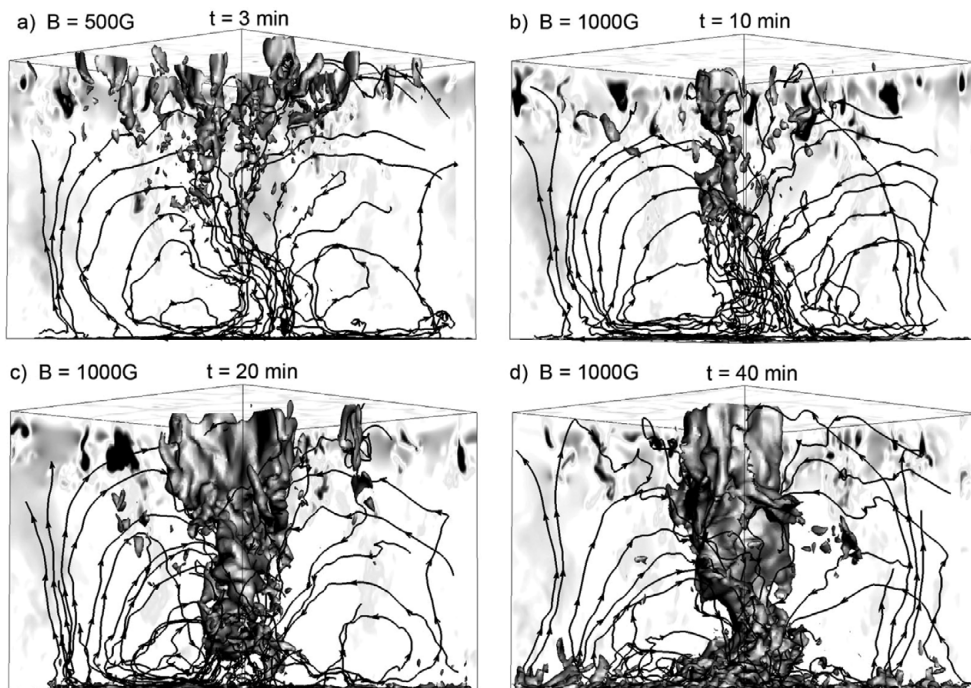 a) B = 500G t = 3 min
b) B = 1000G t = 10 min
c) B = 1000G t = 20 min
d) B = 1000G t = 40 min